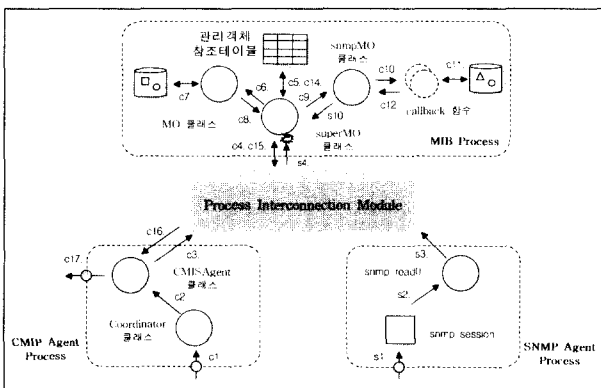 관리객체
참조테이블
snmpMO
클래스
c10.
c11.
c5. c14.
c6.
c9.
c7
c12
callback 함수
c8.
s10.
MO 클래스
superMO
클래스
MIB Process
c4. c15.
s4.
Process Interconnection Module
c16.
c3.
s3.
c17.
CMISAgent
클래스
snmp read()
c2.
s2.
Coordinator
클래스
snmp session
CMIP Agent
Process
c1.
s1.
SNMP Agent
Process